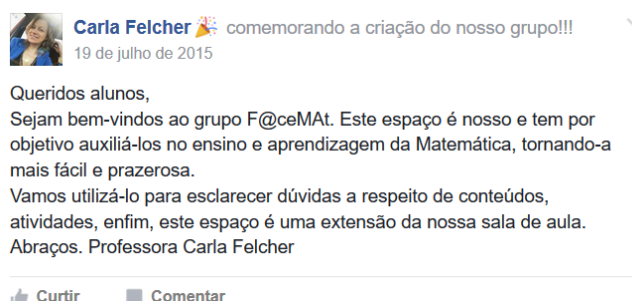 Carla Felcher 🎉 comemorando a criação do nosso grupo!!!
19 de julho de 2015
Queridos alunos,
Sejam bem-vindos ao grupo F@ceMAt. Este espaço é nosso e tem por
objetivo auxiliá-los no ensino e aprendizagem da Matemática, tornando-a
mais fácil e prazerosa.
Vamos utilizá-lo para esclarecer dúvidas a respeito de conteúdos,
atividades, enfim, este espaço é uma extensão da nossa sala de aula.
Abraços. Professora Carla Felcher
Curtir Comentar